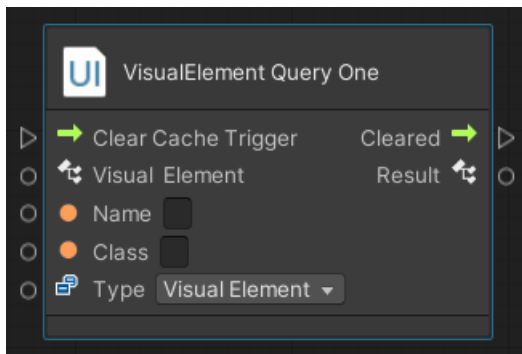 UI VisualElement Query One
Clear Cache Trigger Cleared
Visual Element Result
Name
Class
Type Visual Element